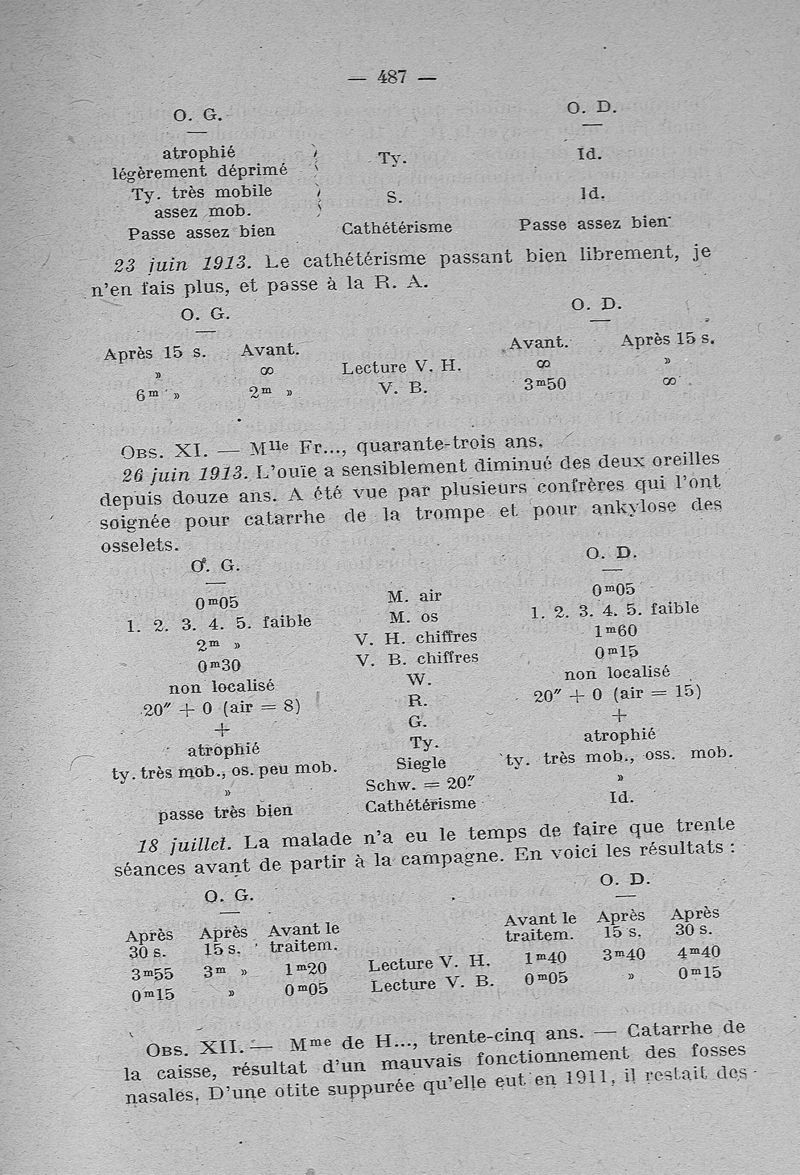 — 487 —
O. G. O. D.
atrophié
légèrement déprimé } Ty. Id.
Ty. très mobile
assez mob. } S. Id.
Passe assez bien Cathétérisme Passe assez bien
23 juin 1913. Le cathétérisme passant bien librement, je
n'en fais plus, et passe à la R. A.
O. G. O. D.
Après 15 s. Avant. Avant. Après 15 s.
» ∞ Lecture V. H. ∞ »
6m » 2m » V. B. 3m50 ∞
OBS. XI. — Mlle Fr..., quarante-trois ans.
26 juin 1913. L'ouïe a sensiblement diminué des deux oreilles
depuis douze ans. A été vue par plusieurs confrères qui l'ont
soignée pour catarrhe de la trompe et pour ankylose des
osselets.
O. G. O. D.
0m05 M. air 0m05
1. 2. 3. 4. 5. faible M. os 1. 2. 3. 4. 5. faible
2m » V. H. chiffres 1m60
0m30 V. B. chiffres 0m15
non localisé W. non localisé
20″ + 0 (air = 8) R. 20″ + 0 (air = 15)
+ G. +
atrophié Ty. atrophié
ty. très mob., os. peu mob. Siegle ty. très mob., oss. mob.
» Schw. = 20″ »
passe très bien Cathétérisme Id.
18 juillet. La malade n'a eu le temps de faire que trente
séances avant de partir à la campagne. En voici les résultats :
O. G. O. D.
Après Après Avant le Avant le Après Après
30 s. 15 s. traitem. traitem. 15 s. 30 s.
3m55 3m » 1m20 Lecture V. H. 1m40 3m40 4m40
0m15 » 0m05 Lecture V. B. 0m05 » 0m15
OBS. XII. — Mme de H..., trente-cinq ans. — Catarrhe de
la caisse, résultat d'un mauvais fonctionnement des fosses
nasales. D'une otite suppurée qu'elle eut en 1911, il restait des